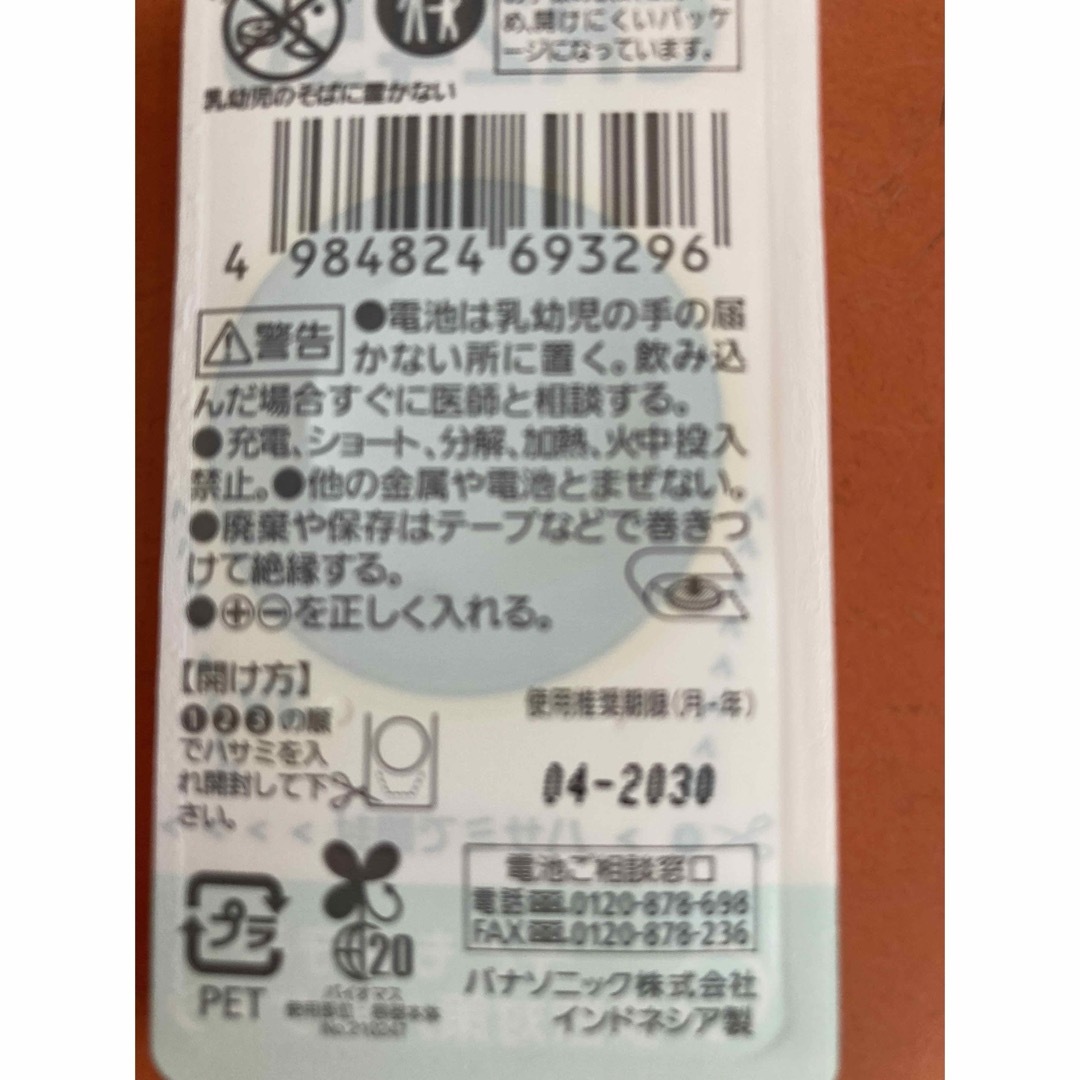 め、開けにくいパッケ
ージになっています。
乳幼児のそばに置かない
4 984824 693296
警告 ●電池は乳幼児の手の届
かない所に置く。飲み込
んだ場合すぐに医師と相談する。
●充電、ショート、分解、加熱、火中投入
禁止。●他の金属や電池とまぜない。
●廃棄や保存はテープなどで巻きつ
けて絶縁する。
●⊕⊖を正しく入れる。
【開け方】
❶❷❸の順
でハサミを入
れ開封して下
さい。
使用推奨期限(月-年)
04-2030
電池ご相談窓口
電話 0120-878-698
FAX 0120-878-236
プラ
PET
20
バイオマス
パナソニック株式会社
インドネシア製